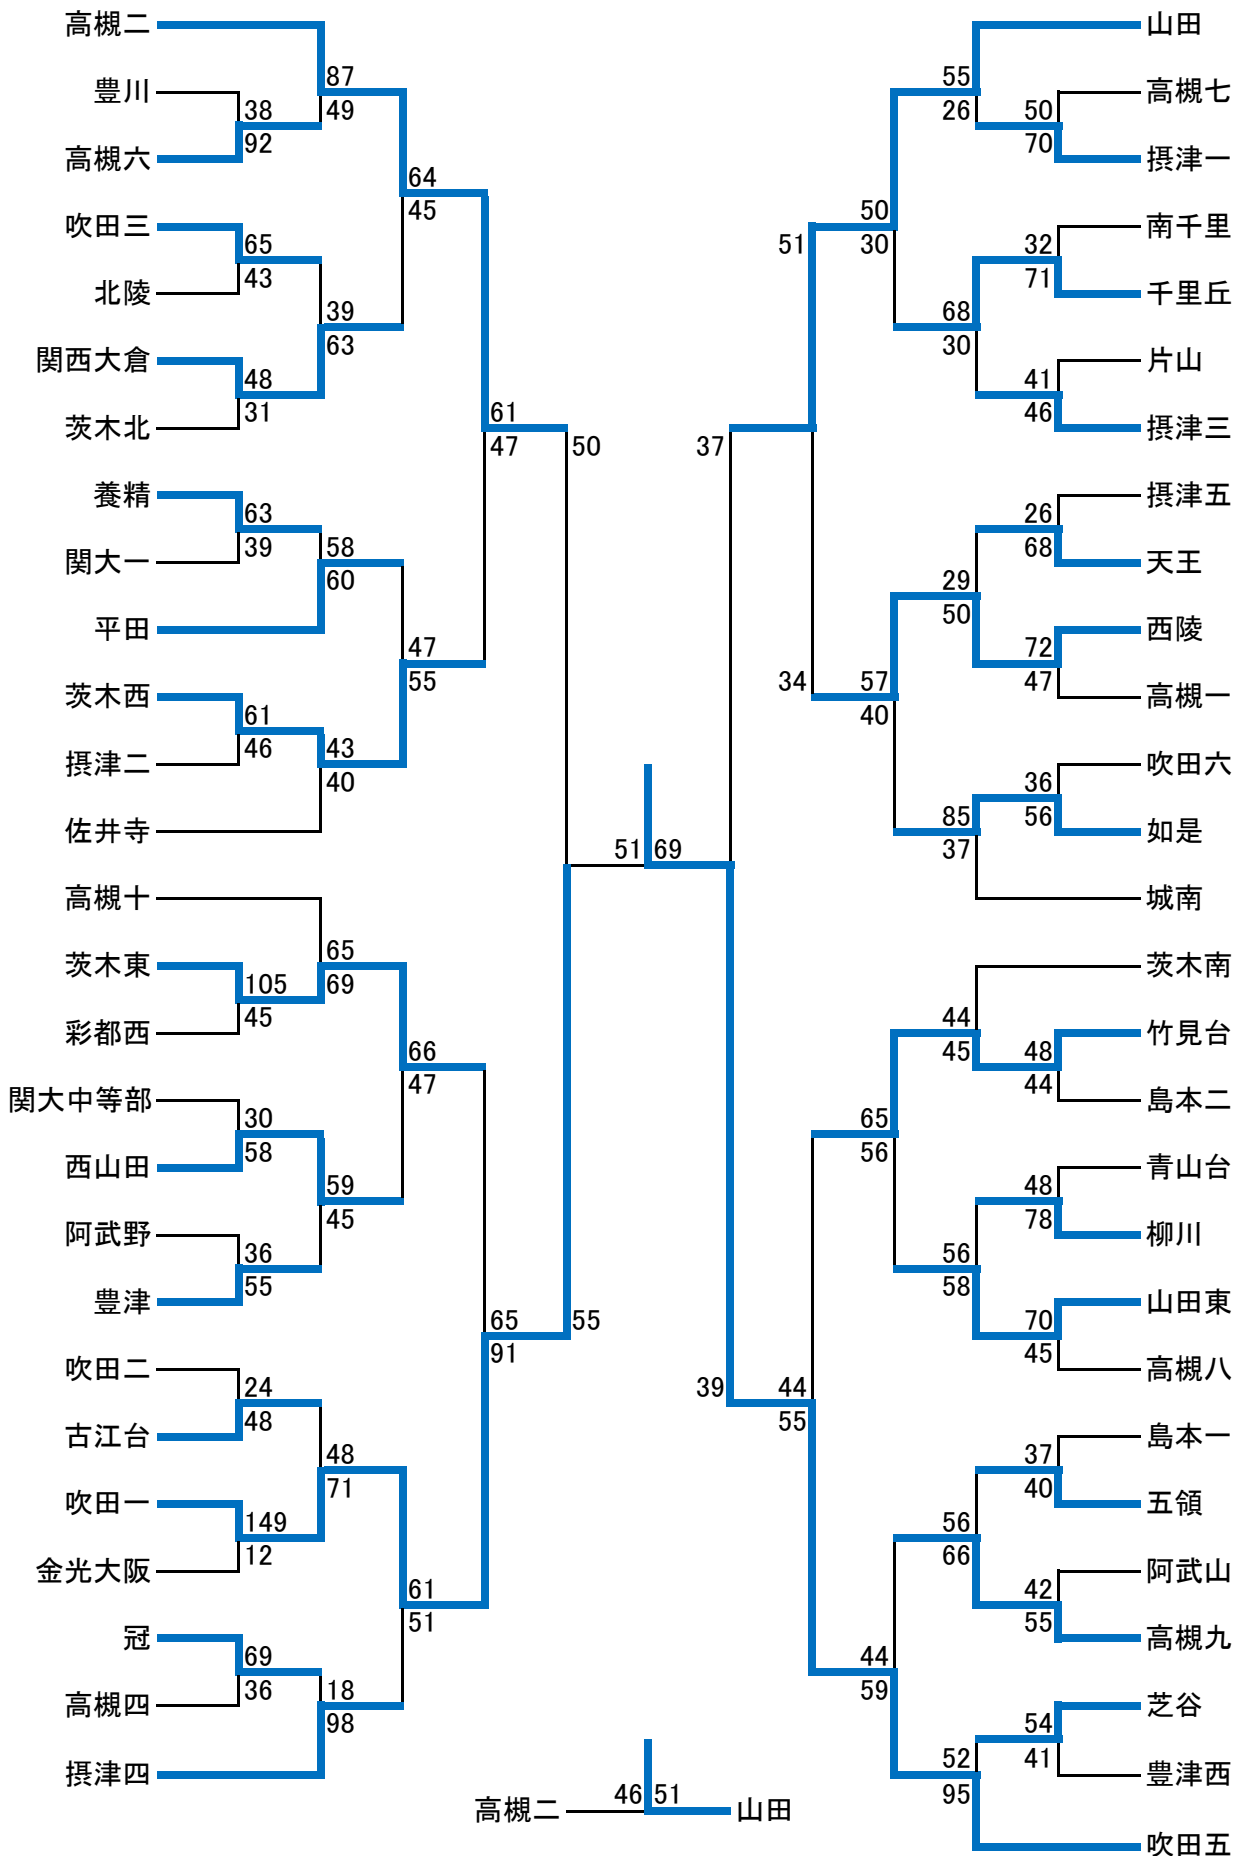 高槻二
山田
87
55
豊川
高槻七
38
49
26
50
92
70
高槻六
摂津一
64
45
吹田三
50
南千里
65
51
30
32
43
71
北陵
千里丘
39
68
63
30
関西大倉
片山
48
41
31
46
茨木北
61
摂津三
47
50
37
養精
摂津五
63
26
39
58
68
関大一
60
29
天王
50
平田
西陵
47
72
55
34
57
47
茨木西
40
高槻一
61
46
43
摂津二
40
吹田六
36
85
56
佐井寺
51
69
37
如是
高槻十
城南
65
茨木東
69
茨木南
105
45
44
彩都西
45
48
竹見台
66
44
47
関大中等部
島本二
30
65
58
56
西山田
青山台
59
48
45
78
阿武野
柳川
36
56
55
58
豊津
山田東
65
55
70
91
45
吹田二
高槻八
24
39
44
48
55
古江台
島本一
48
37
71
40
吹田一
五領
149
56
12
66
金光大阪
阿武山
61
42
51
55
冠
高槻九
69
44
36
18
59
高槻四
98
芝谷
54
41
摂津四
52
豊津西
95
高槻二
46
51
山田
吹田五